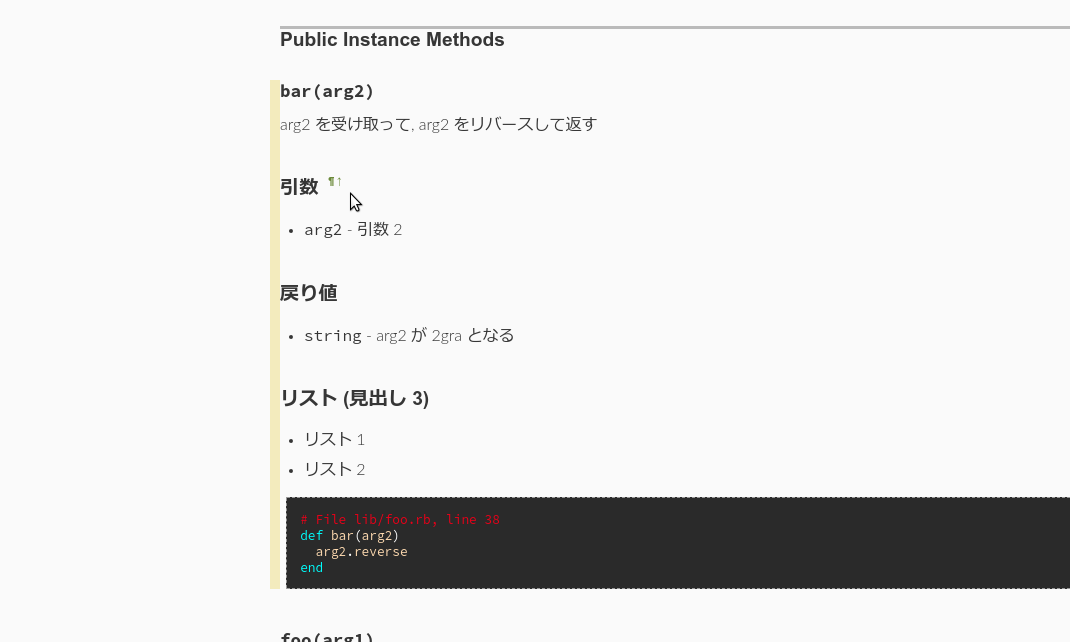 Public Instance Methods
bar(arg2)
arg2 を受け取って, arg2 をリバースして返す
引数 ¶↑
• arg2 - 引数 2
戻り値
• string - arg2 が 2gra となる
リスト (見出し 3)
• リスト 1
• リスト 2
# File lib/foo.rb, line 38
def bar(arg2)
  arg2.reverse
end
foo(arg1)